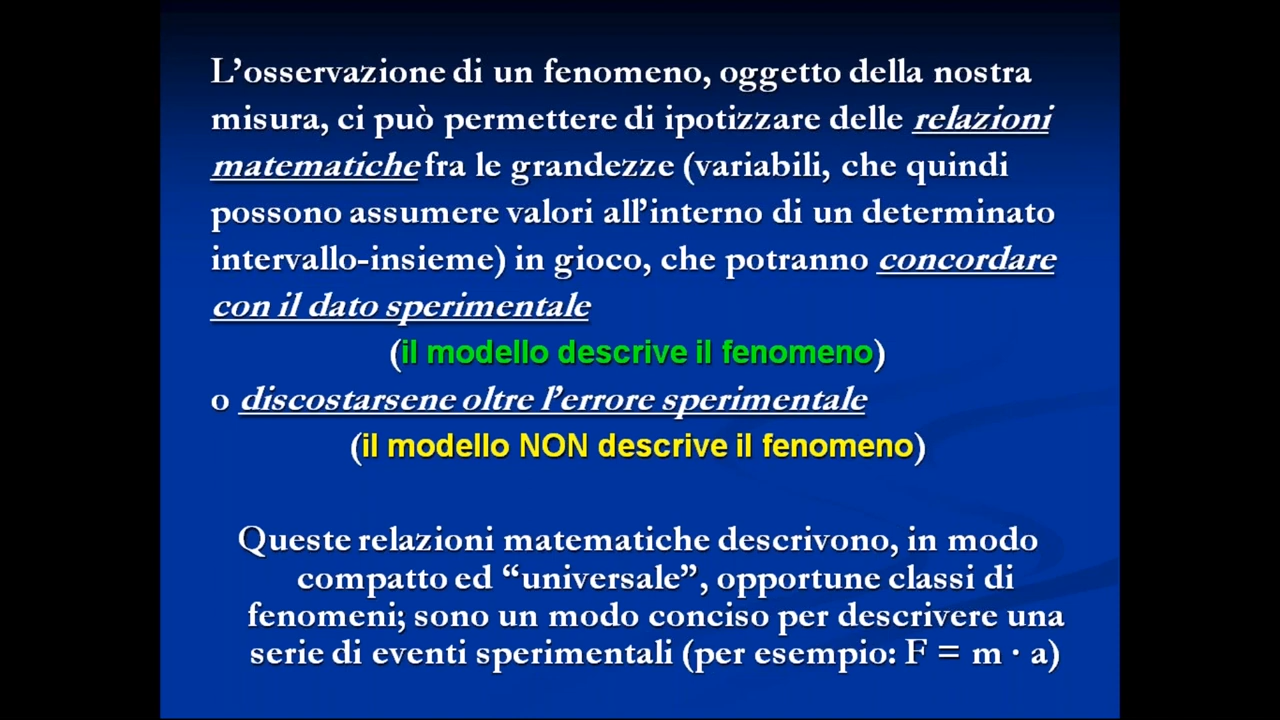 L’osservazione di un fenomeno, oggetto della nostra
misura, ci può permettere di ipotizzare delle relazioni
matematiche fra le grandezze (variabili, che quindi
possono assumere valori all’interno di un determinato
intervallo-insieme) in gioco, che potranno concordare
con il dato sperimentale
(il modello descrive il fenomeno)
o discostarsene oltre l’errore sperimentale
(il modello NON descrive il fenomeno)
Queste relazioni matematiche descrivono, in modo
compatto ed “universale”, opportune classi di
fenomeni; sono un modo conciso per descrivere una
serie di eventi sperimentali (per esempio: F = m · a)